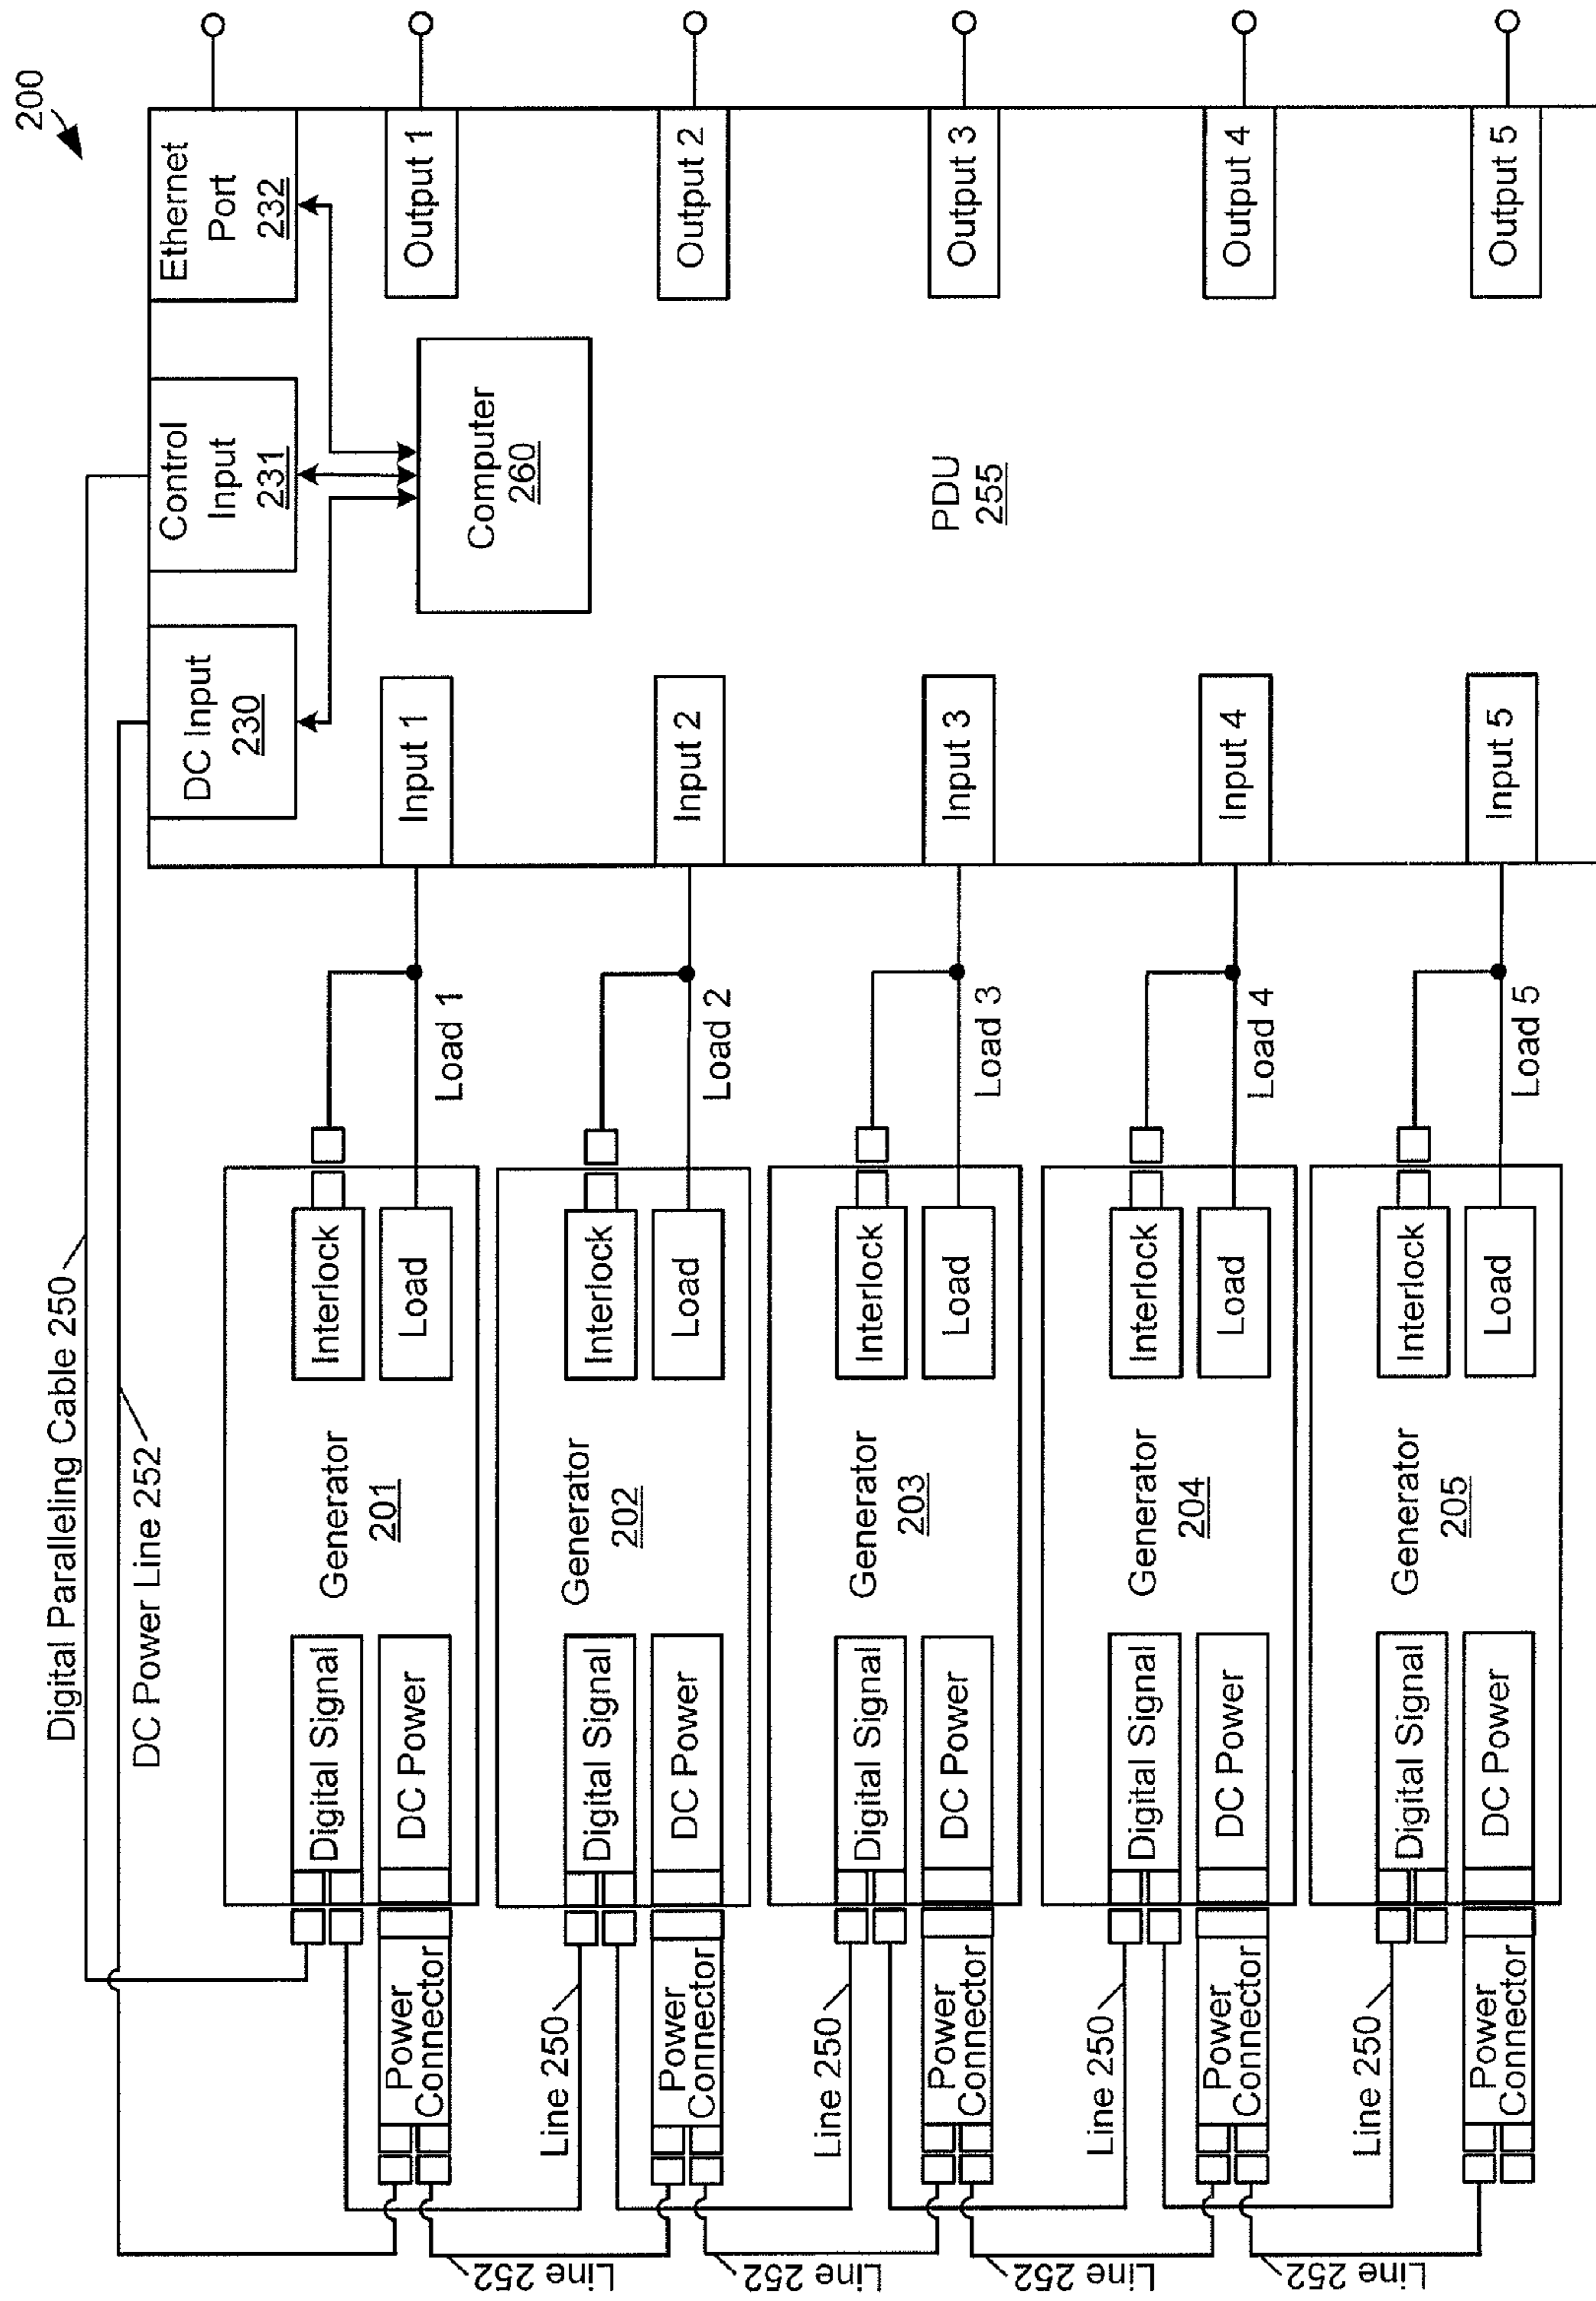 200
Digital Paralleling Cable 250
DC Power Line 252
DC Input
230
Control
Input
231
Ethernet
Port
232
Computer
260
PDU
255
Digital Signal
DC Power
Power
Connector
Generator
201
Interlock
Load
Load 1
Input 1
Output 1
Line 250
Line 252
Digital Signal
DC Power
Power
Connector
Generator
202
Interlock
Load
Load 2
Input 2
Output 2
Line 250
Line 252
Digital Signal
DC Power
Power
Connector
Generator
203
Interlock
Load
Load 3
Input 3
Output 3
Line 250
Line 252
Digital Signal
DC Power
Power
Connector
Generator
204
Interlock
Load
Load 4
Input 4
Output 4
Line 250
Line 252
Digital Signal
DC Power
Power
Connector
Generator
205
Interlock
Load
Load 5
Input 5
Output 5